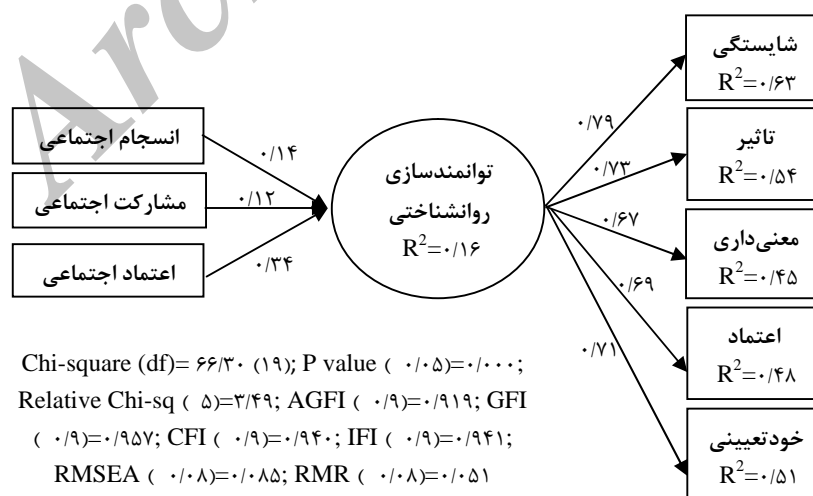 انسجام اجتماعی
۰/۱۴
مشارکت اجتماعی
۰/۱۲
اعتماد اجتماعی
۰/۳۴
توانمندسازی
روانشناختی
R²=۰/۱۶
۰/۷۹
شایستگی
R²=۰/۶۳
۰/۷۳
تاثیر
R²=۰/۵۴
۰/۶۷
معنی‌داری
R²=۰/۴۵
۰/۶۹
اعتماد
R²=۰/۴۸
۰/۷۱
خودتعیینی
R²=۰/۵۱
Chi-square (df)= ۶۶/۳۰ (۱۹); P value ( ۰/۰۵)=۰/۰۰۰;
Relative Chi-sq ( ۵)=۳/۴۹; AGFI ( ۰/۹)=۰/۹۱۹; GFI
( ۰/۹)=۰/۹۵۷; CFI ( ۰/۹)=۰/۹۴۰; IFI ( ۰/۹)=۰/۹۴۱;
RMSEA ( ۰/۰۸)=۰/۰۸۵; RMR ( ۰/۰۸)=۰/۰۵۱